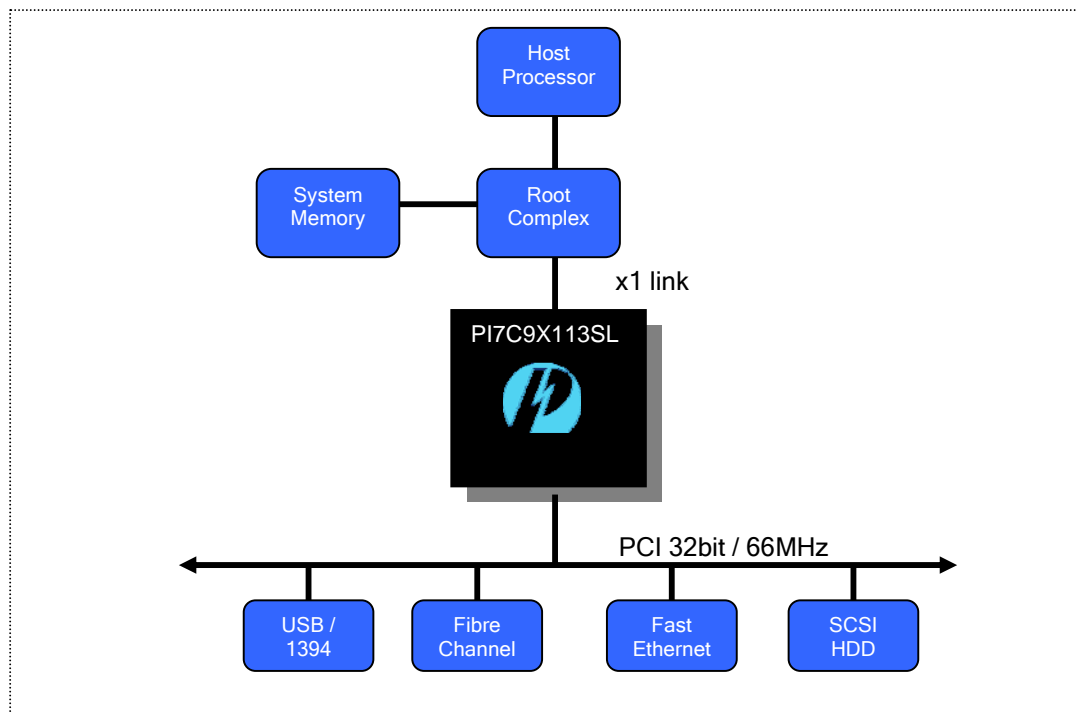 Host
Processor
System
Memory
Root
Complex
x1 link
PI7C9X113SL
PCI 32bit / 66MHz
USB /
1394
Fibre
Channel
Fast
Ethernet
SCSI
HDD